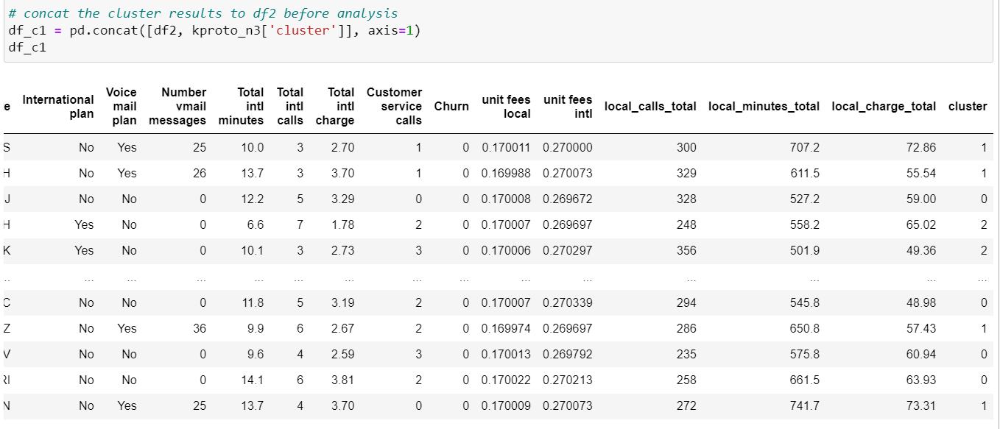 # concat the cluster results to df2 before analysis
df_c1 = pd.concat([df2, kproto_n3['cluster']], axis=1)
df_c1
e International plan Voice mail plan Number vmail messages Total intl minutes Total intl calls Total intl charge Customer service calls Churn unit fees local unit fees intl local_calls_total local_minutes_total local_charge_total cluster
S No Yes 25 10.0 3 2.70 1 0 0.170011 0.270000 300 707.2 72.86 1
H No Yes 26 13.7 3 3.70 1 0 0.169988 0.270073 329 611.5 55.54 1
J No No 0 12.2 5 3.29 0 0 0.170008 0.269672 328 527.2 59.00 0
H Yes No 0 6.6 7 1.78 2 0 0.170007 0.269697 248 558.2 65.02 2
K Yes No 0 10.1 3 2.73 3 0 0.170006 0.270297 356 501.9 49.36 2
.. ... ... ... ... ... ... ... ... ... ... ... ... ... ...
C No No 0 11.8 5 3.19 2 0 0.170007 0.270339 294 545.8 48.98 0
Z No Yes 36 9.9 6 2.67 2 0 0.169974 0.269697 286 650.8 57.43 1
V No No 0 9.6 4 2.59 3 0 0.170013 0.269792 235 575.8 60.94 0
RI No No 0 14.1 6 3.81 2 0 0.170022 0.270213 258 661.5 63.93 0
N No Yes 25 13.7 4 3.70 0 0 0.170009 0.270073 272 741.7 73.31 1